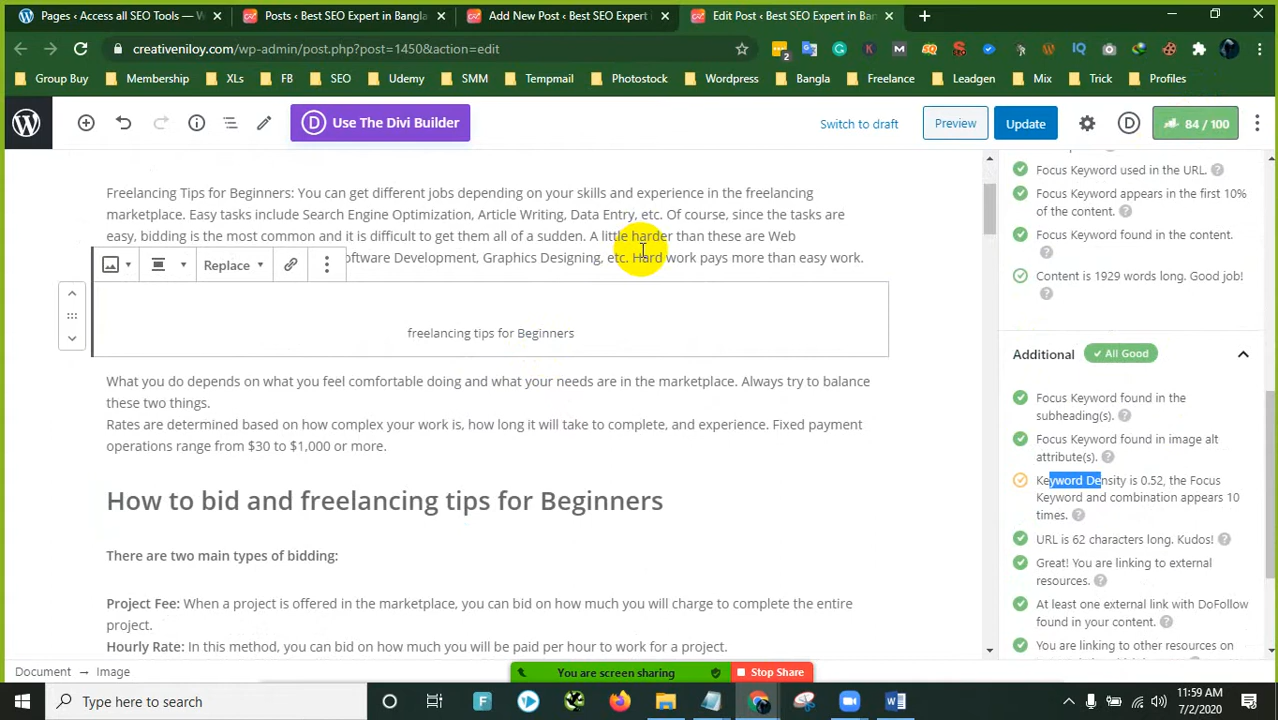 Pages ‹ Access all SEO Tools — W
Posts ‹ Best SEO Expert in Bangla
Add New Post ‹ Best SEO Expert i
Edit Post ‹ Best SEO Expert in Ban
creativeniloy.com/wp-admin/post.php?post=1450&action=edit
Group Buy
Membership
XLs
FB
SEO
Udemy
SMM
Tempmail
Photostock
Wordpress
Bangla
Freelance
Leadgen
Mix
Trick
Profiles
Use The Divi Builder
Switch to draft
Preview
Update
84 / 100
Freelancing Tips for Beginners: You can get different jobs depending on your skills and experience in the freelancing
marketplace. Easy tasks include Search Engine Optimization, Article Writing, Data Entry, etc. Of course, since the tasks are
easy, bidding is the most common and it is difficult to get them all of a sudden. A little harder than these are Web
oftware Development, Graphics Designing, etc. Hard work pays more than easy work.
Replace
freelancing tips for Beginners
What you do depends on what you feel comfortable doing and what your needs are in the marketplace. Always try to balance
these two things.
Rates are determined based on how complex your work is, how long it will take to complete, and experience. Fixed payment
operations range from $30 to $1,000 or more.
How to bid and freelancing tips for Beginners
There are two main types of bidding:
Project Fee: When a project is offered in the marketplace, you can bid on how much you will charge to complete the entire
project.
Hourly Rate: In this method, you can bid on how much you will be paid per hour to work for a project.
Focus Keyword used in the URL.
Focus Keyword appears in the first 10%
of the content.
Focus Keyword found in the content.
Content is 1929 words long. Good job!
Additional
All Good
Focus Keyword found in the
subheading(s).
Focus Keyword found in image alt
attribute(s).
Keyword Density is 0.52, the Focus
Keyword and combination appears 10
times.
URL is 62 characters long. Kudos!
Great! You are linking to external
resources.
At least one external link with DoFollow
found in your content.
You are linking to other resources on
Document → Image
You are screen sharing
Stop Share
Type here to search
11:59 AM
7/2/2020